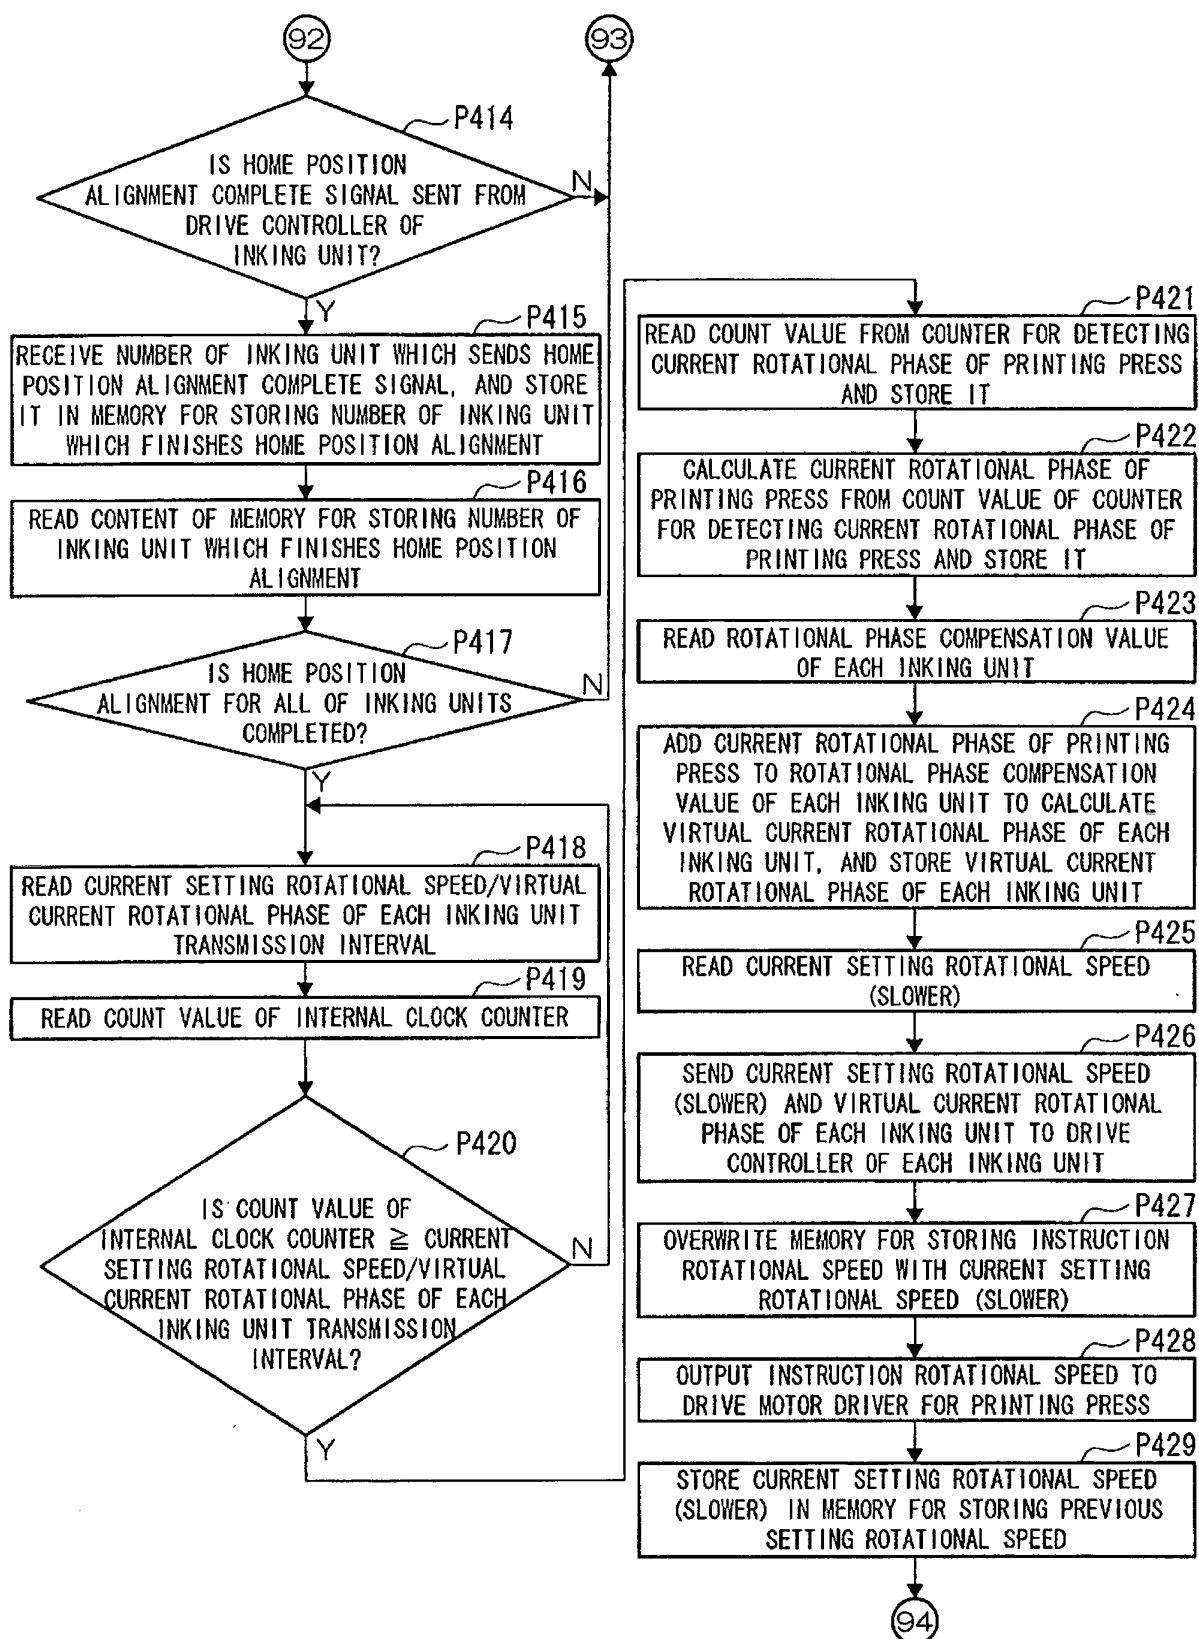 92
93
P414
IS HOME POSITION
ALIGNMENT COMPLETE SIGNAL SENT FROM
DRIVE CONTROLLER OF
INKING UNIT?
N
Y
P415
RECEIVE NUMBER OF INKING UNIT WHICH SENDS HOME
POSITION ALIGNMENT COMPLETE SIGNAL, AND STORE
IT IN MEMORY FOR STORING NUMBER OF INKING UNIT
WHICH FINISHES HOME POSITION ALIGNMENT
P416
READ CONTENT OF MEMORY FOR STORING NUMBER OF
INKING UNIT WHICH FINISHES HOME POSITION
ALIGNMENT
P417
IS HOME POSITION
ALIGNMENT FOR ALL OF INKING UNITS
COMPLETED?
N
Y
P418
READ CURRENT SETTING ROTATIONAL SPEED/VIRTUAL
CURRENT ROTATIONAL PHASE OF EACH INKING UNIT
TRANSMISSION INTERVAL
P419
READ COUNT VALUE OF INTERNAL CLOCK COUNTER
P420
IS COUNT VALUE OF
INTERNAL CLOCK COUNTER ≧ CURRENT
SETTING ROTATIONAL SPEED/VIRTUAL
CURRENT ROTATIONAL PHASE OF EACH
INKING UNIT TRANSMISSION
INTERVAL?
N
Y
P421
READ COUNT VALUE FROM COUNTER FOR DETECTING
CURRENT ROTATIONAL PHASE OF PRINTING PRESS
AND STORE IT
P422
CALCULATE CURRENT ROTATIONAL PHASE OF
PRINTING PRESS FROM COUNT VALUE OF COUNTER
FOR DETECTING CURRENT ROTATIONAL PHASE OF
PRINTING PRESS AND STORE IT
P423
READ ROTATIONAL PHASE COMPENSATION VALUE
OF EACH INKING UNIT
P424
ADD CURRENT ROTATIONAL PHASE OF PRINTING
PRESS TO ROTATIONAL PHASE COMPENSATION
VALUE OF EACH INKING UNIT TO CALCULATE
VIRTUAL CURRENT ROTATIONAL PHASE OF EACH
INKING UNIT, AND STORE VIRTUAL CURRENT
ROTATIONAL PHASE OF EACH INKING UNIT
P425
READ CURRENT SETTING ROTATIONAL SPEED
(SLOWER)
P426
SEND CURRENT SETTING ROTATIONAL SPEED
(SLOWER) AND VIRTUAL CURRENT ROTATIONAL
PHASE OF EACH INKING UNIT TO DRIVE
CONTROLLER OF EACH INKING UNIT
P427
OVERWRITE MEMORY FOR STORING INSTRUCTION
ROTATIONAL SPEED WITH CURRENT SETTING
ROTATIONAL SPEED (SLOWER)
P428
OUTPUT INSTRUCTION ROTATIONAL SPEED TO
DRIVE MOTOR DRIVER FOR PRINTING PRESS
P429
STORE CURRENT SETTING ROTATIONAL SPEED
(SLOWER) IN MEMORY FOR STORING PREVIOUS
SETTING ROTATIONAL SPEED
94